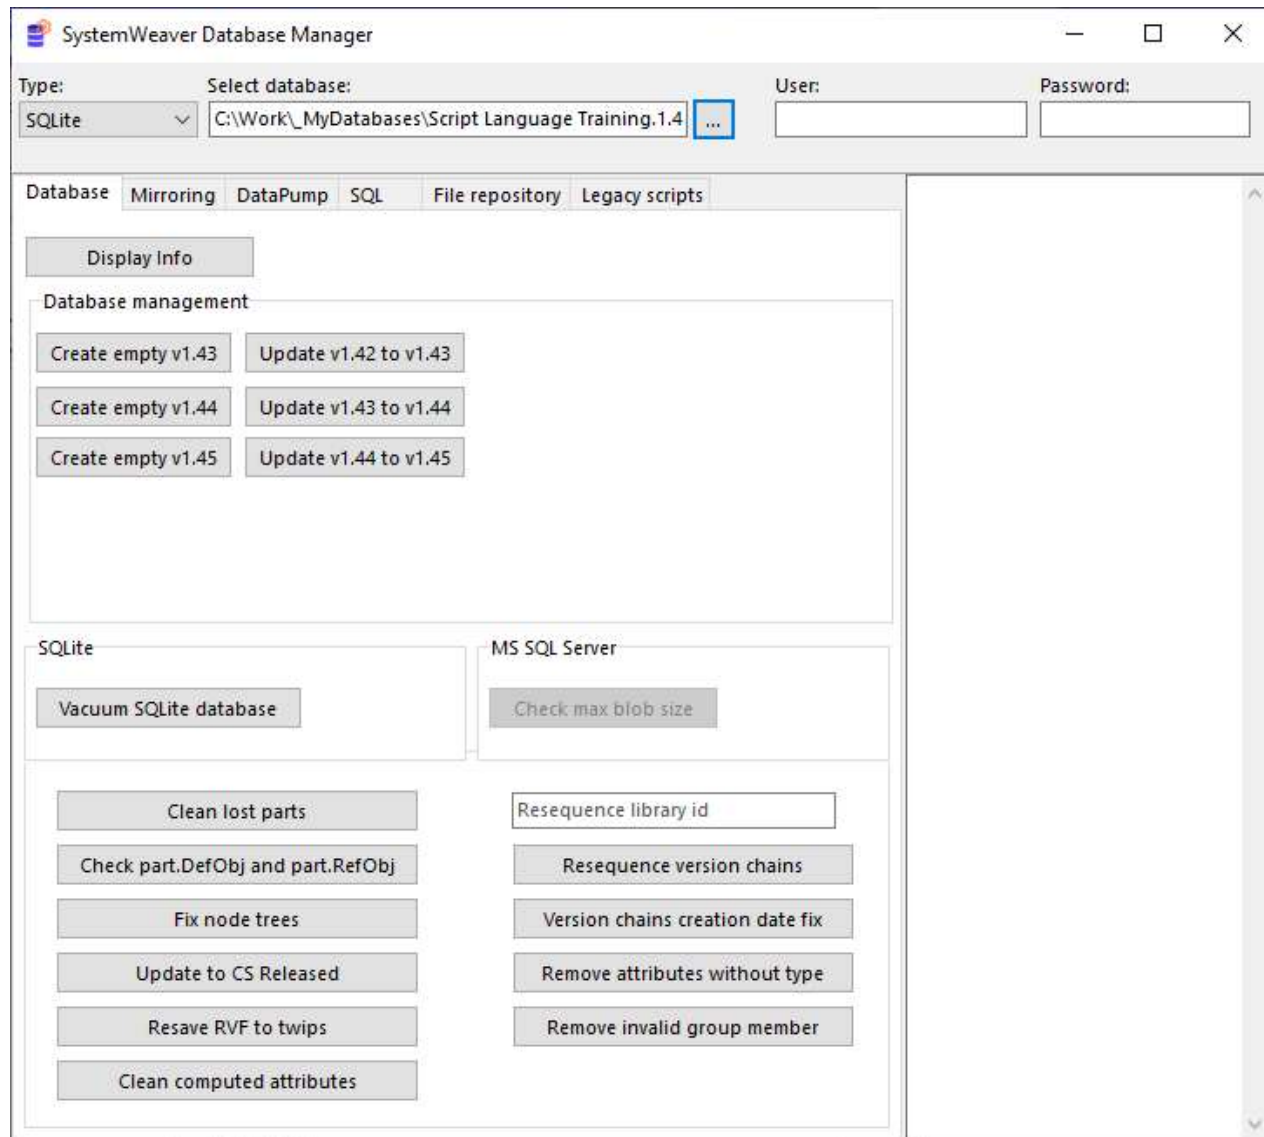 SystemWeaver Database Manager
Type: Select database: User: Password:
SQLite C:\Work\_MyDatabases\Script Language Training.1.4 ...
Database Mirroring DataPump SQL File repository Legacy scripts
Display Info
Database management
Create empty v1.43 Update v1.42 to v1.43
Create empty v1.44 Update v1.43 to v1.44
Create empty v1.45 Update v1.44 to v1.45
SQLite MS SQL Server
Vacuum SQLite database Check max blob size
Clean lost parts Resequence library id
Check part.DefObj and part.RefObj Resequence version chains
Fix node trees Version chains creation date fix
Update to CS Released Remove attributes without type
Resave RVF to twips Remove invalid group member
Clean computed attributes